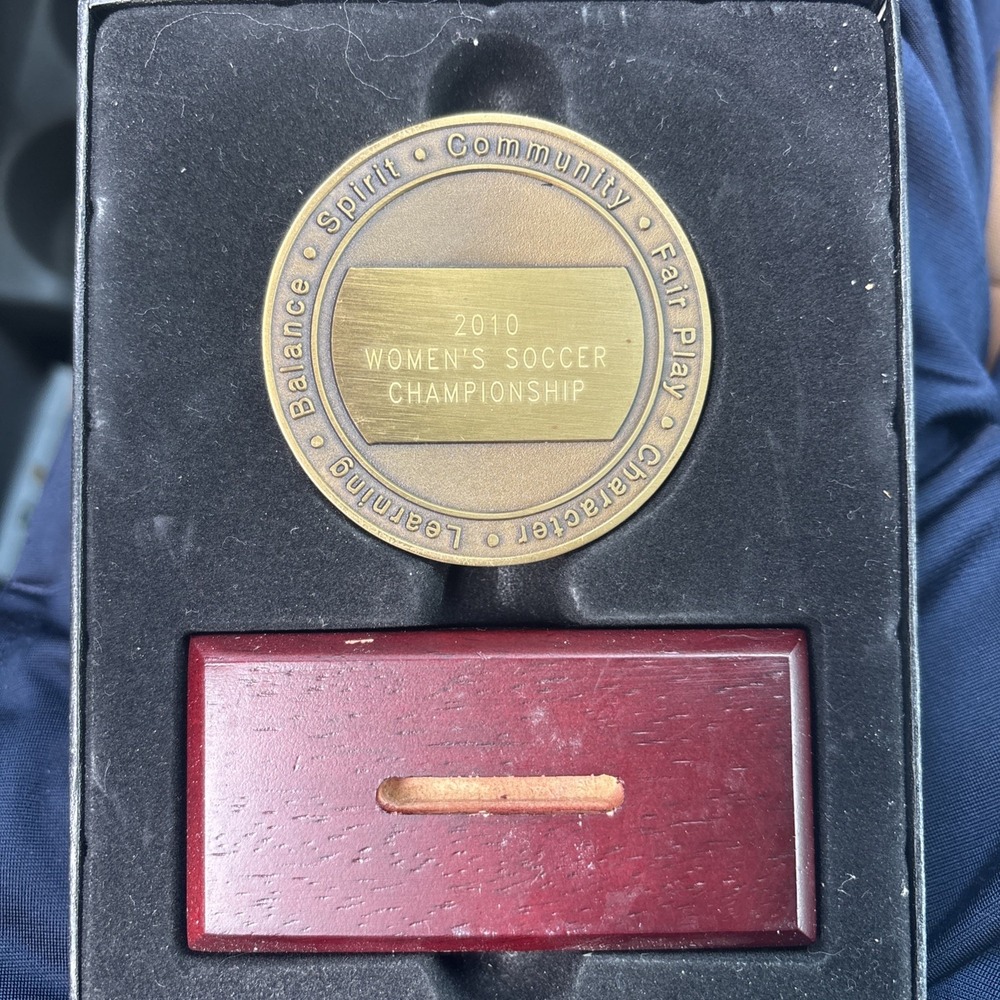 Spirit • Community • Fair Play • Character • Learning • Balance •
2010
WOMEN'S SOCCER
CHAMPIONSHIP